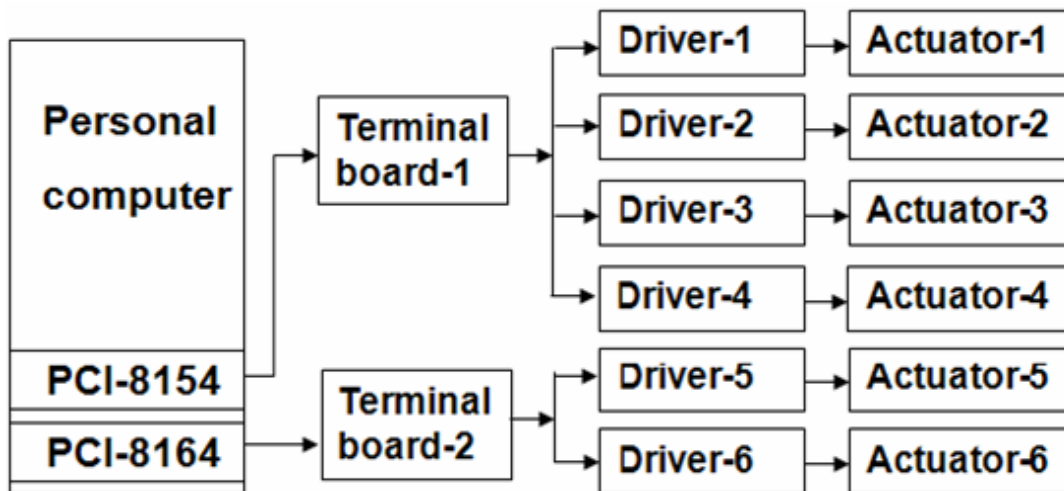 Personal
computer
PCI-8154
PCI-8164
Terminal
board-1
Terminal
board-2
Driver-1
Driver-2
Driver-3
Driver-4
Driver-5
Driver-6
Actuator-1
Actuator-2
Actuator-3
Actuator-4
Actuator-5
Actuator-6